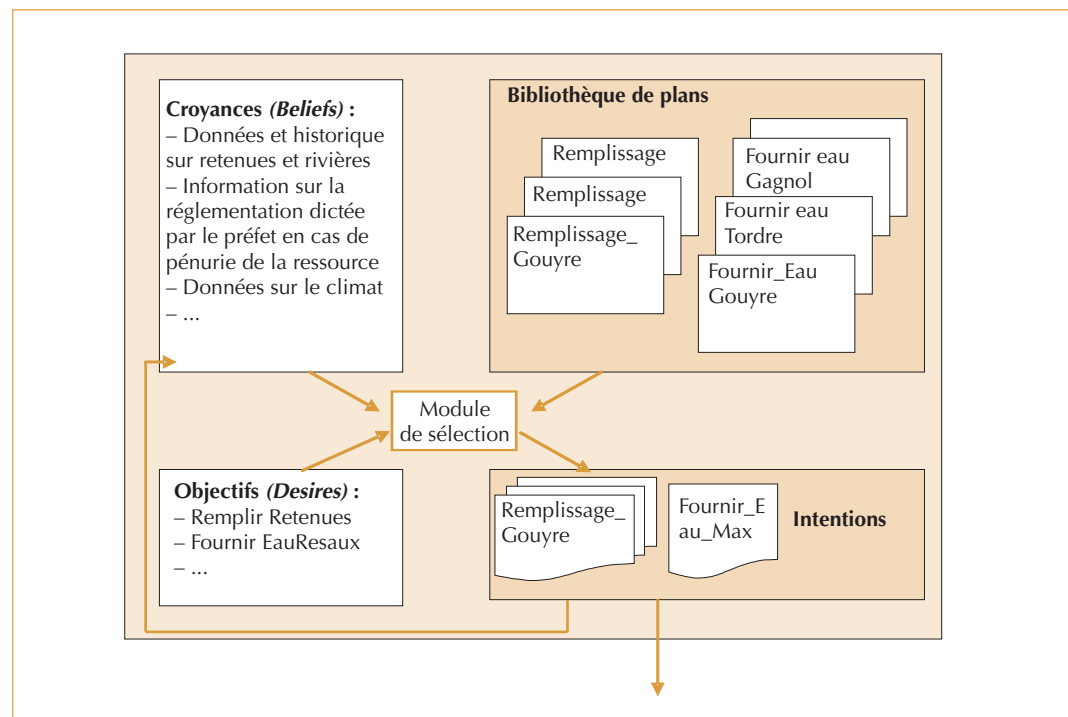 Croyances (Beliefs) :
– Données et historique
sur retenues et rivières
– Information sur la
réglementation dictée
par le préfet en cas de
pénurie de la ressource
– Données sur le climat
– ...
Bibliothèque de plans
Remplissage
Remplissage
Remplissage_
Gouyre
Fournir eau
Gagnol
Fournir eau
Tordre
Fournir_Eau
Gouyre
Module
de sélection
Objectifs (Desires) :
– Remplir Retenues
– Fournir EauResaux
– ...
Remplissage_
Gouyre
Fournir_E
au_Max
Intentions